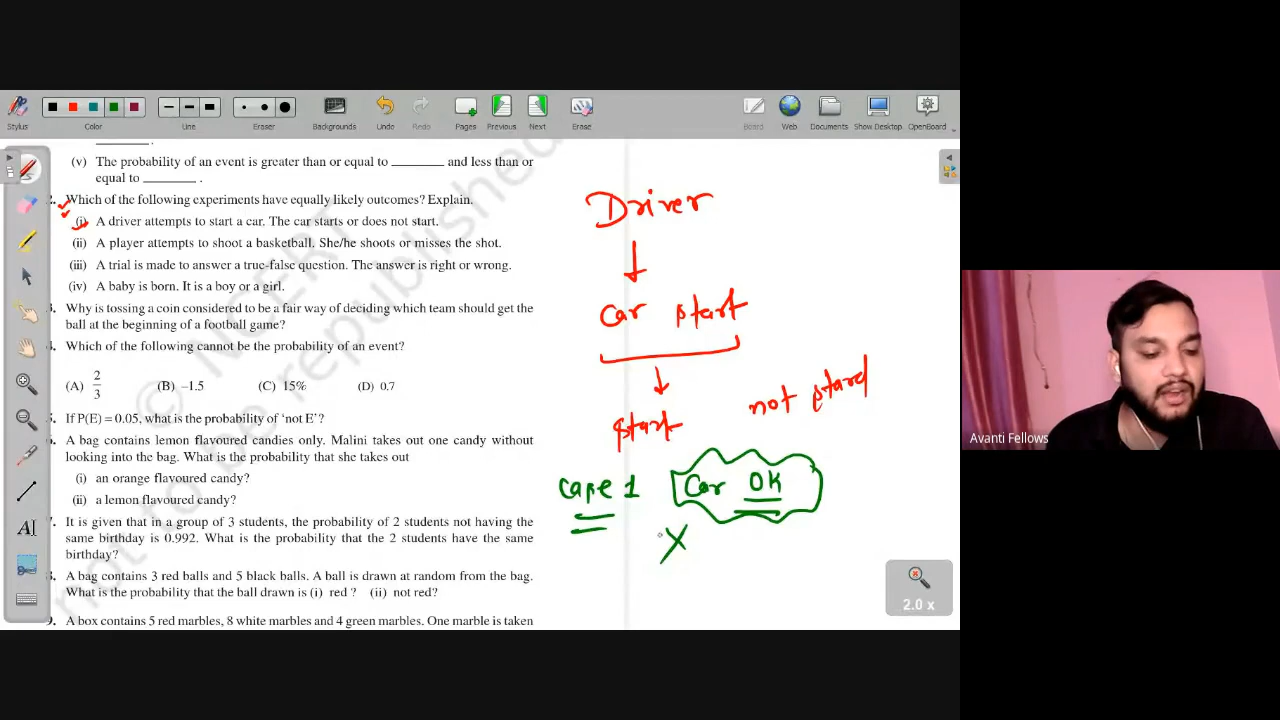 Stylus
Color
Line
Eraser
Backgrounds
Undo
Redo
Pages
Previous
Next
Erase
Board
Web
Documents
Show Desktop
OpenBoard
(v) The probability of an event is greater than or equal to ________ and less than or
equal to ________ .
2. Which of the following experiments have equally likely outcomes? Explain.
(i) A driver attempts to start a car. The car starts or does not start.
(ii) A player attempts to shoot a basketball. She/he shoots or misses the shot.
(iii) A trial is made to answer a true-false question. The answer is right or wrong.
(iv) A baby is born. It is a boy or a girl.
Why is tossing a coin considered to be a fair way of deciding which team should get the
ball at the beginning of a football game?
Which of the following cannot be the probability of an event?
(A) 2/3 (B) –1.5 (C) 15% (D) 0.7
If P(E) = 0.05, what is the probability of ‘not E’?
A bag contains lemon flavoured candies only. Malini takes out one candy without
looking into the bag. What is the probability that she takes out
(i) an orange flavoured candy?
(ii) a lemon flavoured candy?
It is given that in a group of 3 students, the probability of 2 students not having the
same birthday is 0.992. What is the probability that the 2 students have the same
birthday?
A bag contains 3 red balls and 5 black balls. A ball is drawn at random from the bag.
What is the probability that the ball drawn is (i) red ? (ii) not red?
9. A box contains 5 red marbles, 8 white marbles and 4 green marbles. One marble is taken
© NCERT
not to be republished
Driver
Car start
start
not start
Case 1 Car OK
X
2.0 x
Avanti Fellows